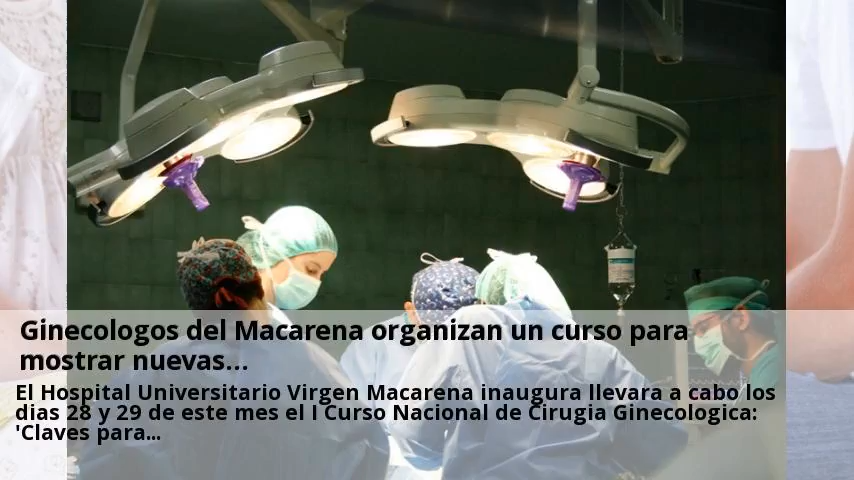 Ginecologos del Macarena organizan un curso para
mostrar nuevas...
El Hospital Universitario Virgen Macarena inaugura llevara a cabo los
dias 28 y 29 de este mes el I Curso Nacional de Cirugia Ginecologica:
'Claves para...